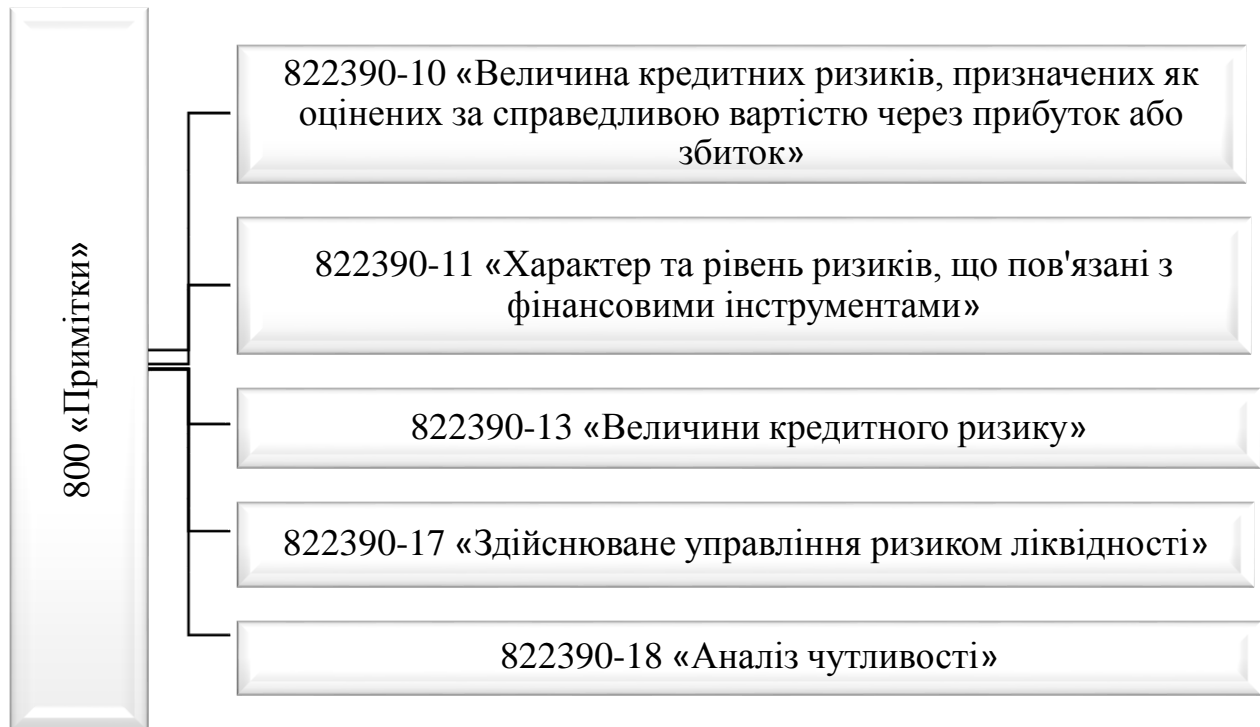 800 «Примітки»
822390-10 «Величина кредитних ризиків, призначених як
оцінених за справедливою вартістю через прибуток або
збиток»
822390-11 «Характер та рівень ризиків, що пов'язані з
фінансовими інструментами»
822390-13 «Величини кредитного ризику»
822390-17 «Здійснюване управління ризиком ліквідності»
822390-18 «Аналіз чутливості»